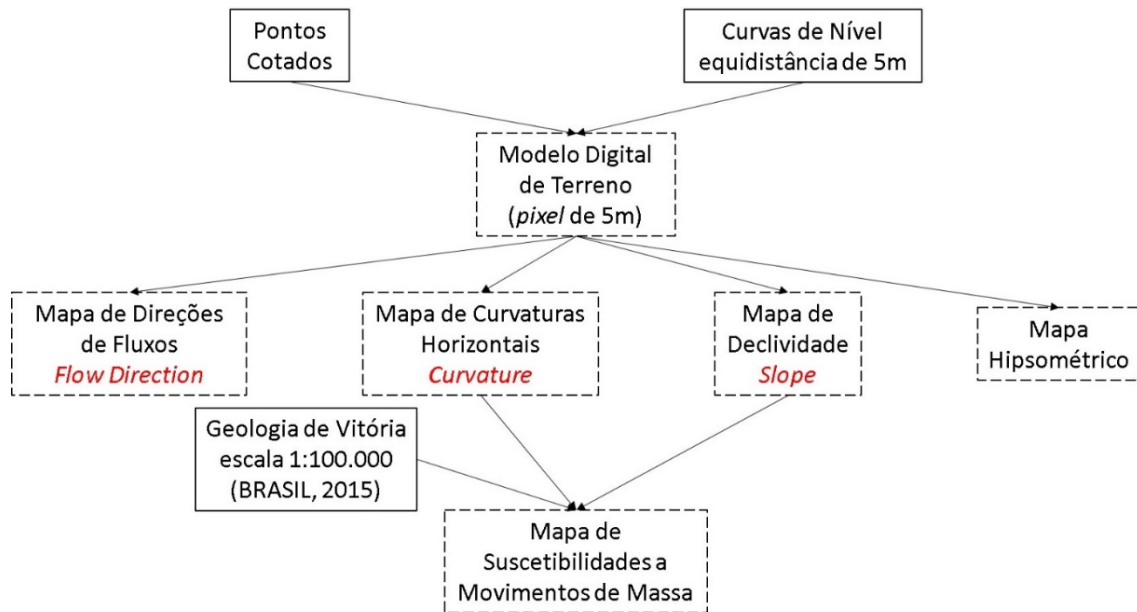 Pontos
Cotados
Curvas de Nível
equidistância de 5m
Modelo Digital
de Terreno
(pixel de 5m)
Mapa de Direções
de Fluxos
Flow Direction
Mapa de Curvaturas
Horizontais
Curvature
Mapa de
Declividade
Slope
Mapa
Hipsométrico
Geologia de Vitória
escala 1:100.000
(BRASIL, 2015)
Mapa de
Suscetibilidades a
Movimentos de Massa